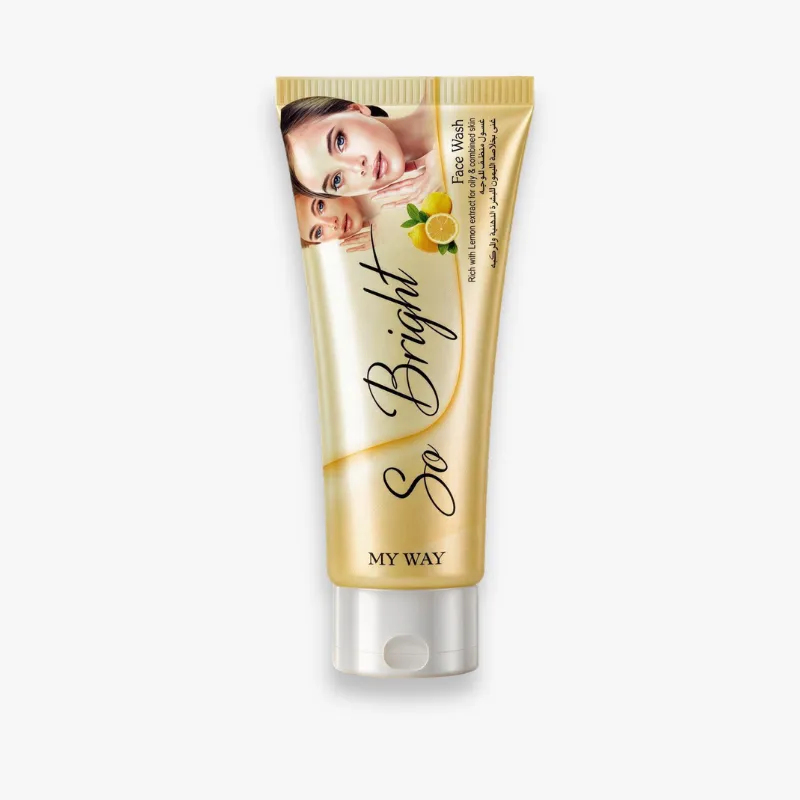 Face Wash
Rich with Lemon extract for oily & combined skin
غسول منظف للوجه
غني بخلاصة الليمون للبشرة الدهنية والمركبه
So Bright
MY WAY